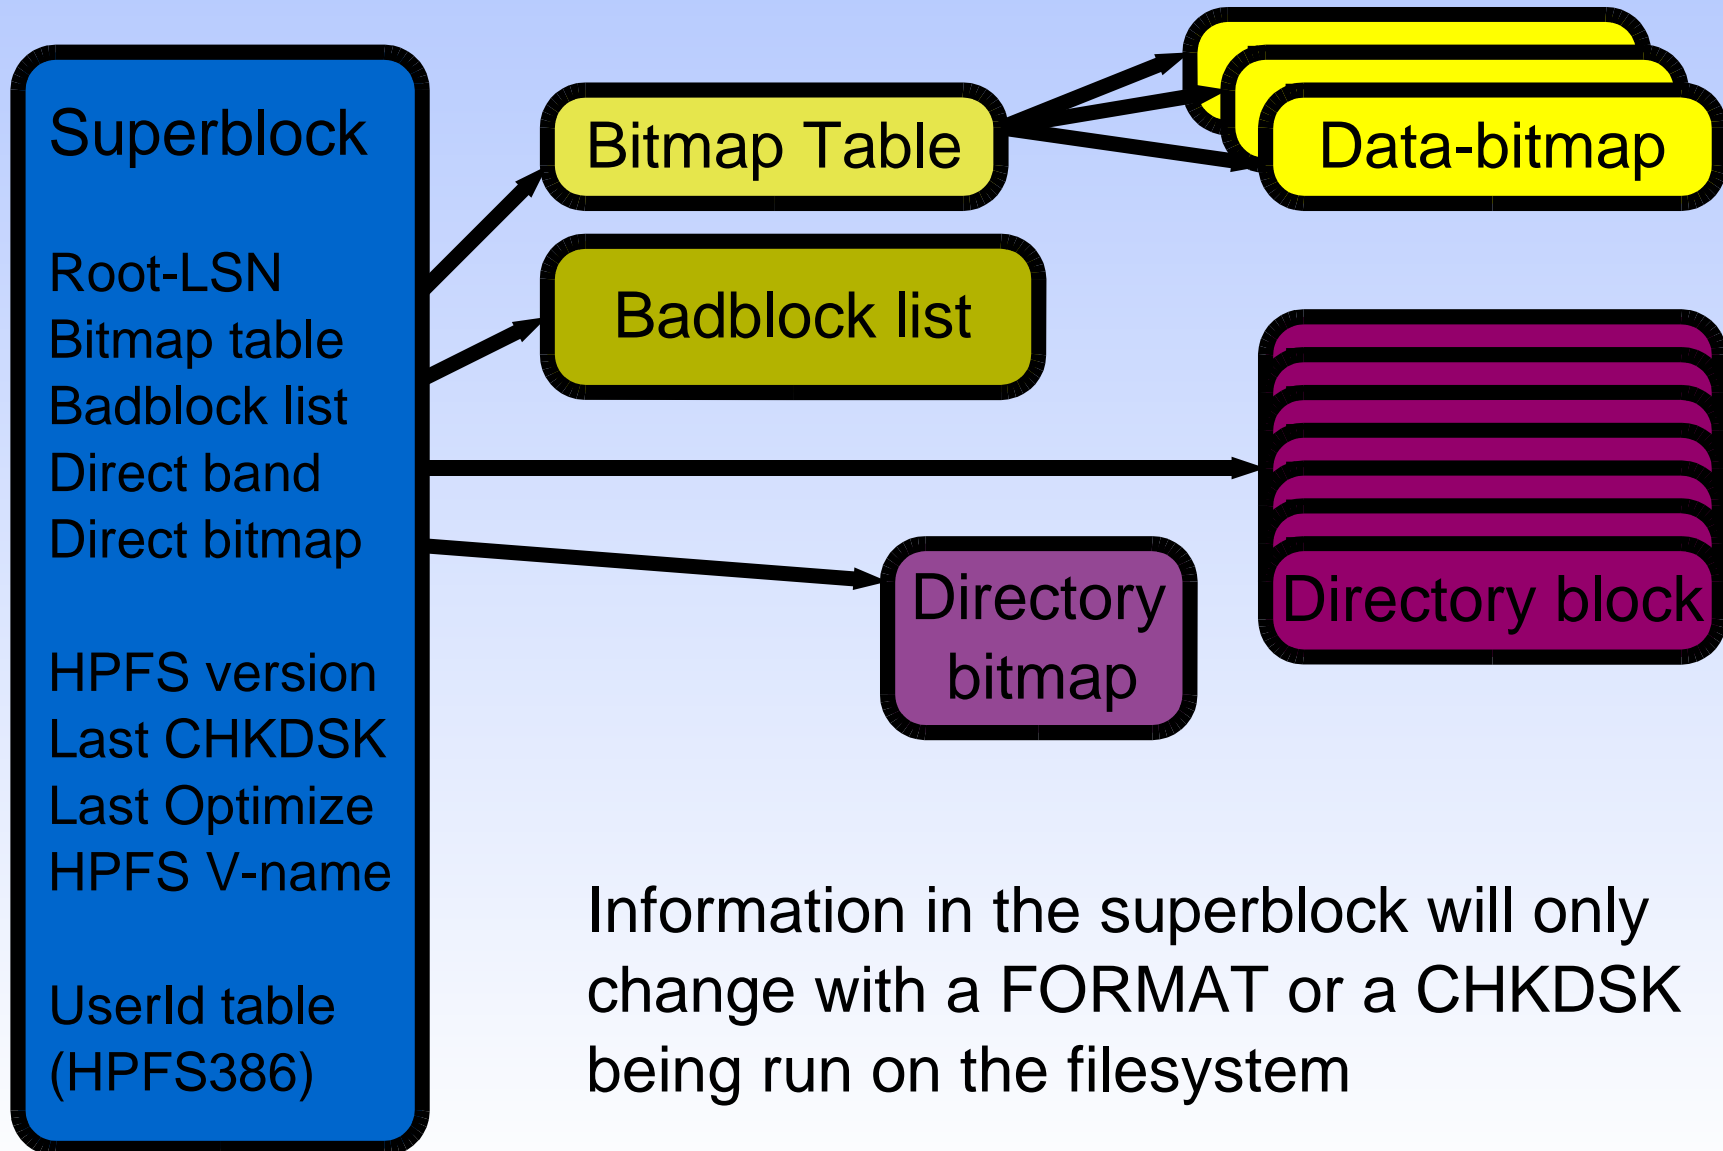 Superblock
Root-LSN
Bitmap table
Badblock list
Direct band
Direct bitmap
HPFS version
Last CHKDSK
Last Optimize
HPFS V-name
UserId table
(HPFS386)
Bitmap Table
Data-bitmap
Badblock list
Directory
bitmap
Directory block
Information in the superblock will only
change with a FORMAT or a CHKDSK
being run on the filesystem